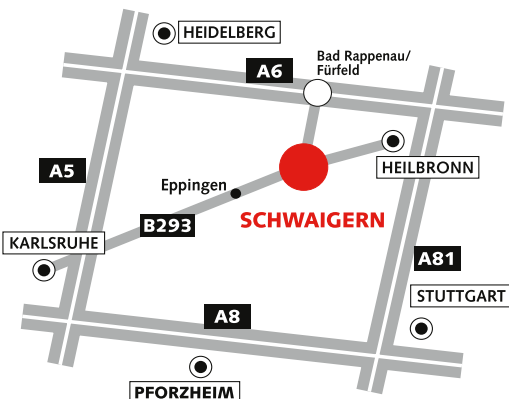 HEIDELBERG
Bad Rappenau/
Fürfeld
A6
HEILBRONN
A5
Eppingen
SCHWAIGERN
B293
KARLSRUHE
A81
STUTTGART
A8
PFORZHEIM